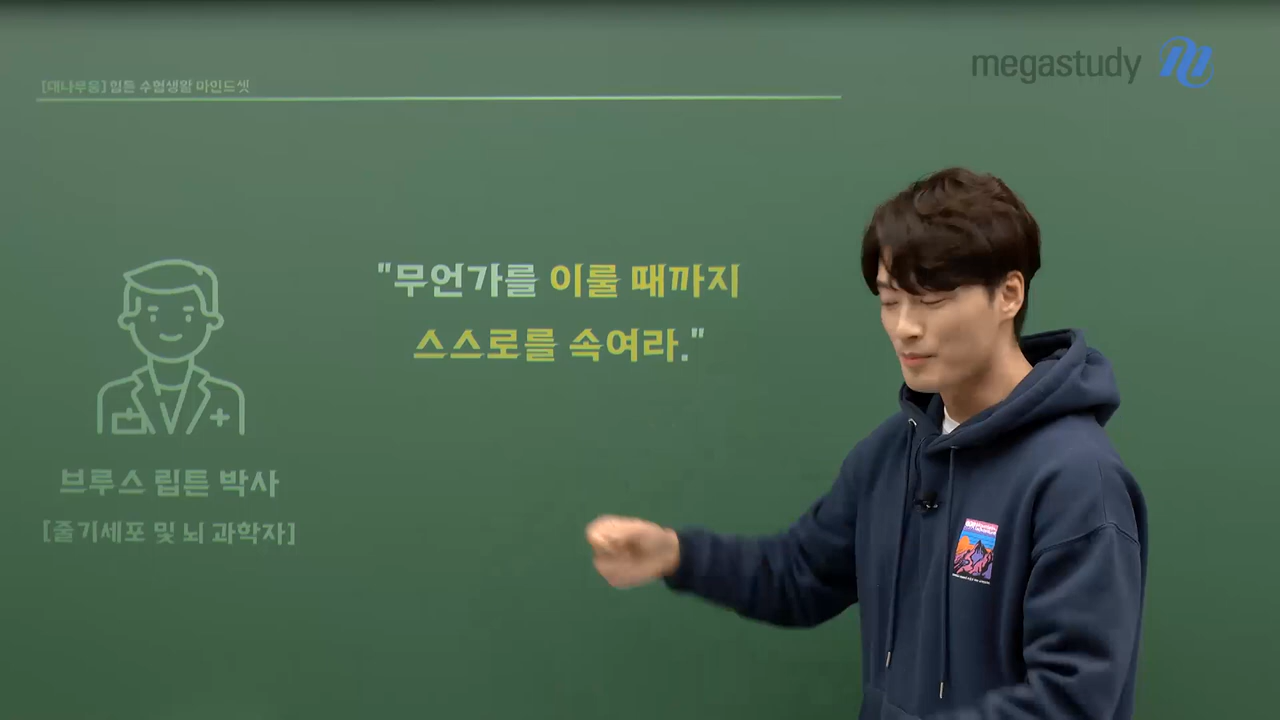 megastudy
[대나무숲] 힘든 수험생활 마인드셋
"무언가를 이룰 때까지
스스로를 속여라."
브루스 립튼 박사
[줄기세포 및 뇌 과학자]